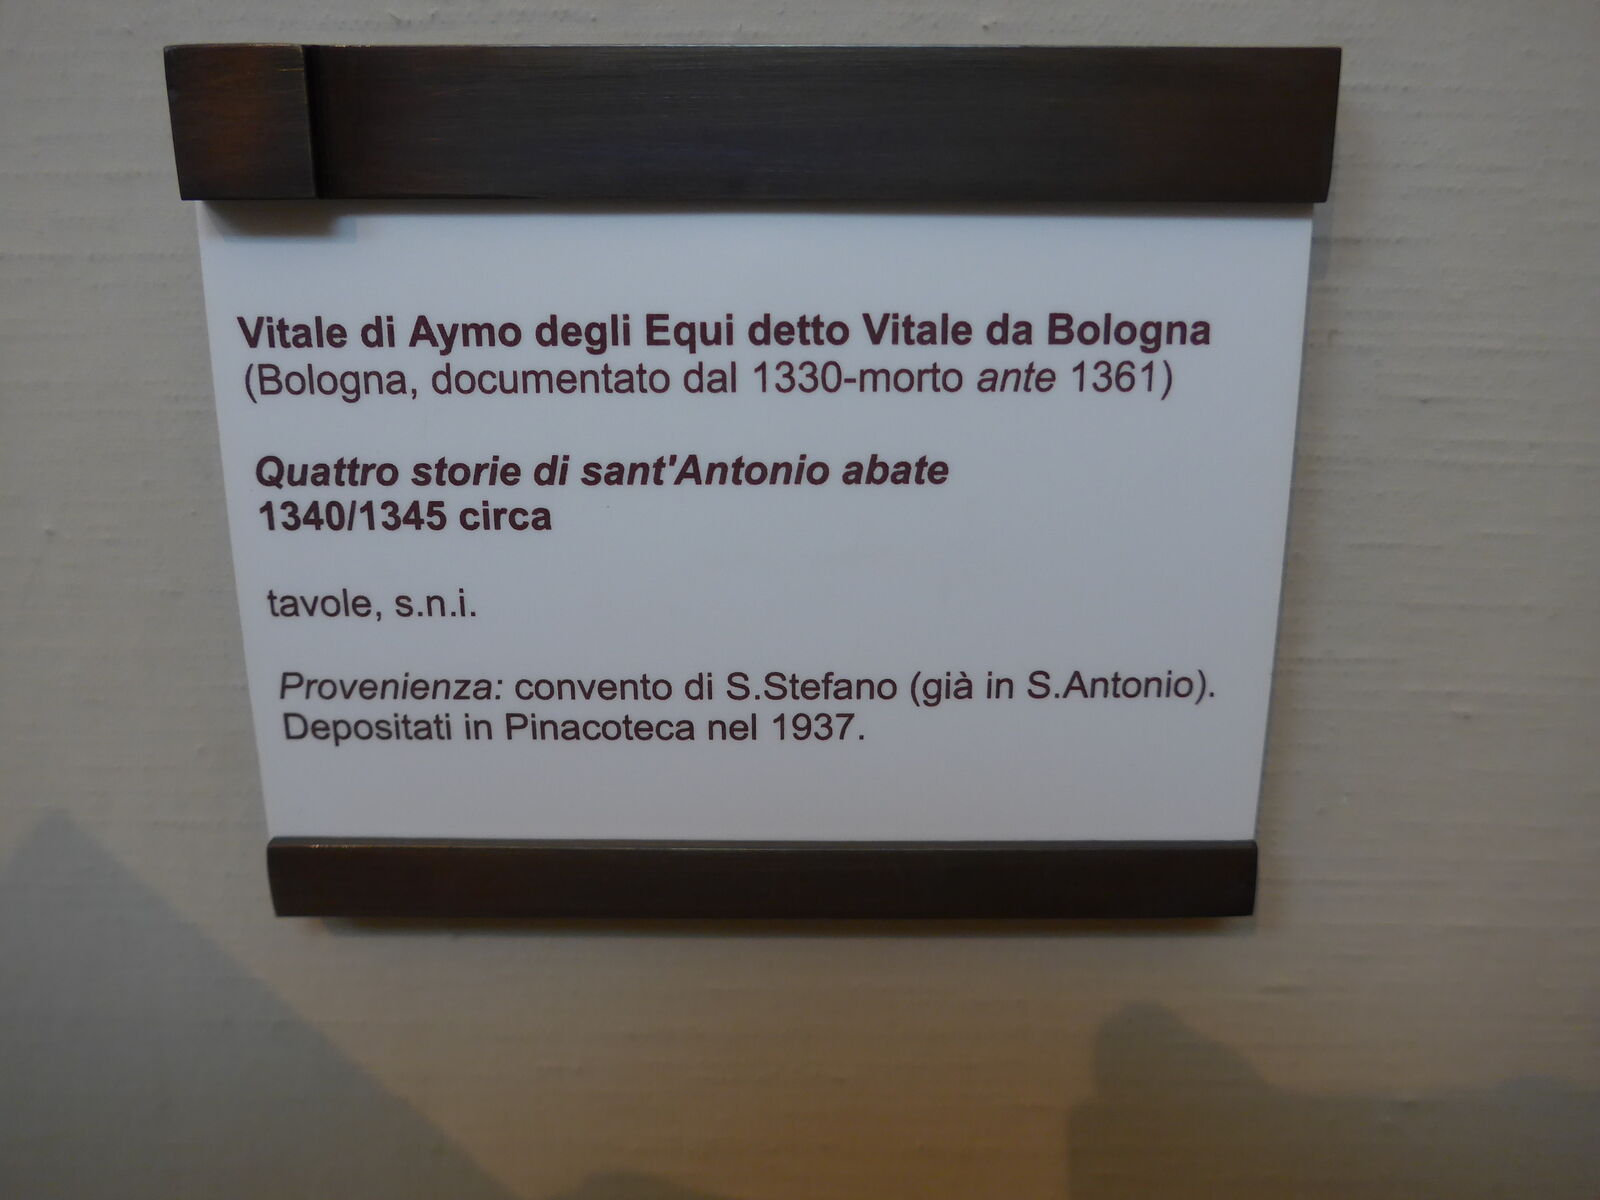 Vitale di Aymo degli Equi detto Vitale da Bologna
(Bologna, documentato dal 1330-morto ante 1361)
Quattro storie di sant'Antonio abate
1340/1345 circa
tavole, s.n.i.
Provenienza: convento di S.Stefano (già in S.Antonio).
Depositati in Pinacoteca nel 1937.